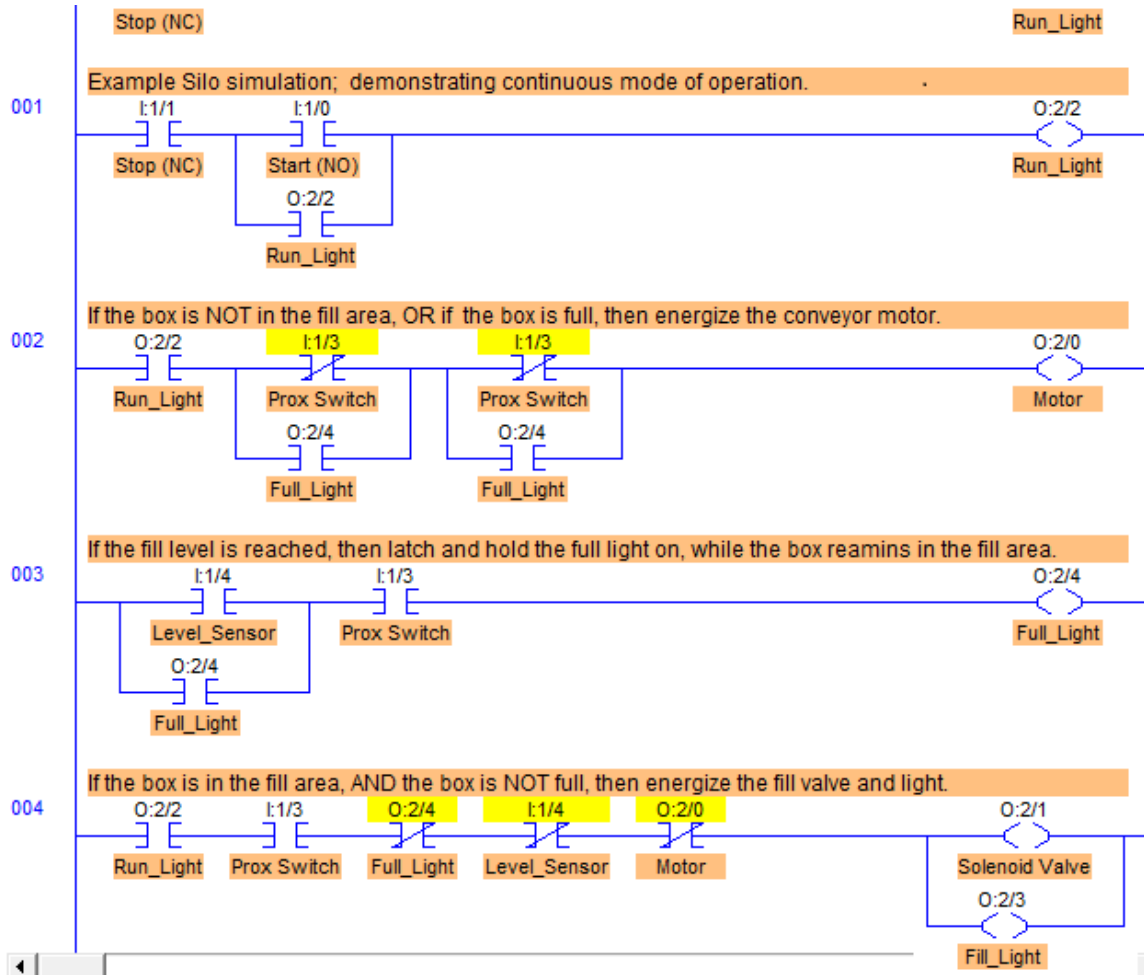 Stop (NC) Run_Light
Example Silo simulation; demonstrating continuous mode of operation.
001 I:1/1 I:1/0 O:2/2
Stop (NC) Start (NO) Run_Light
O:2/2
Run_Light
If the box is NOT in the fill area, OR if the box is full, then energize the conveyor motor.
002 O:2/2 I:1/3 I:1/3 O:2/0
Run_Light Prox Switch Prox Switch Motor
O:2/4 O:2/4
Full_Light Full_Light
If the fill level is reached, then latch and hold the full light on, while the box reamins in the fill area.
003 I:1/4 I:1/3 O:2/4
Level_Sensor Prox Switch Full_Light
O:2/4
Full_Light
If the box is in the fill area, AND the box is NOT full, then energize the fill valve and light.
004 O:2/2 I:1/3 O:2/4 I:1/4 O:2/0 O:2/1
Run_Light Prox Switch Full_Light Level_Sensor Motor Solenoid Valve
O:2/3
Fill_Light